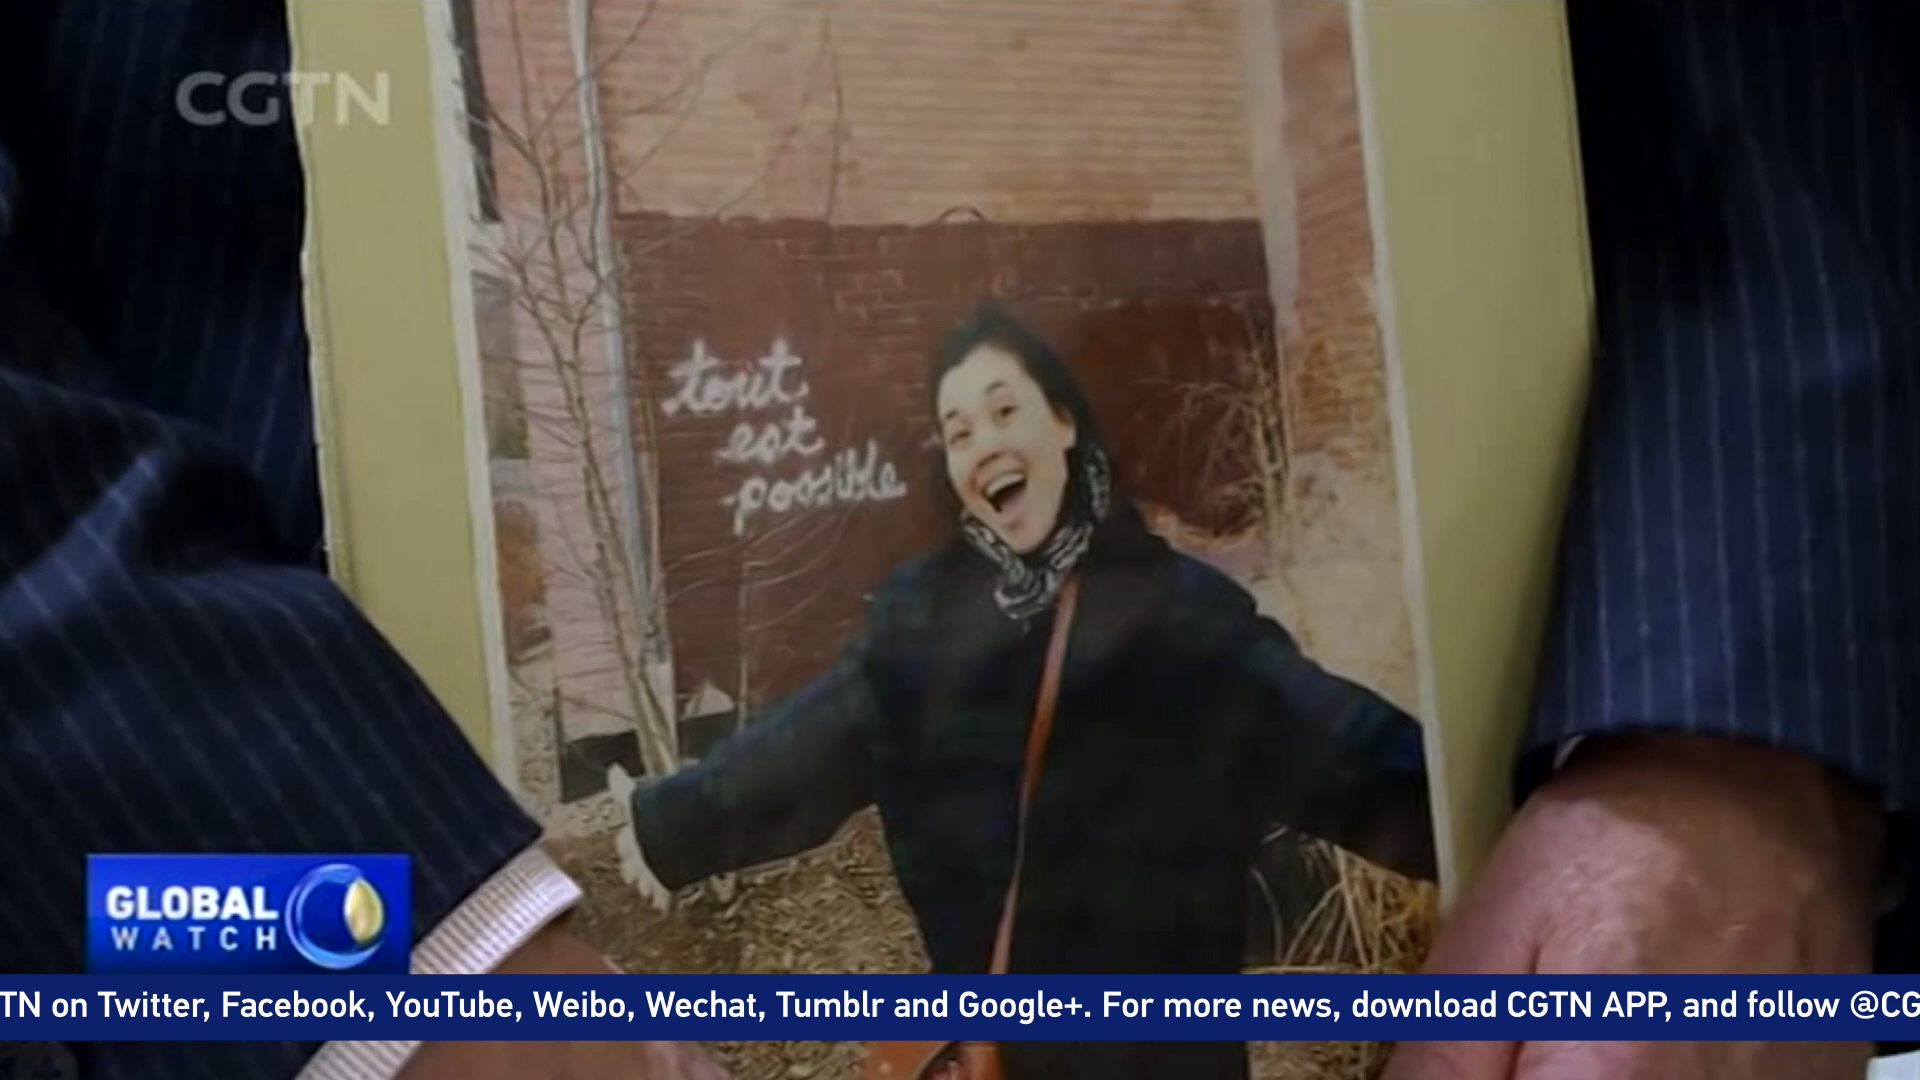 CGTN
tout
est
possible
GLOBAL
WATCH
TN on Twitter, Facebook, YouTube, Weibo, Wechat, Tumblr and Google+. For more news, download CGTN APP, and follow @CG